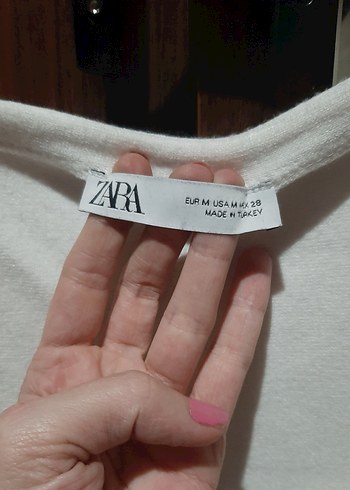 ZARA
EUR M USA M MEX 28
MADE IN TURKEY